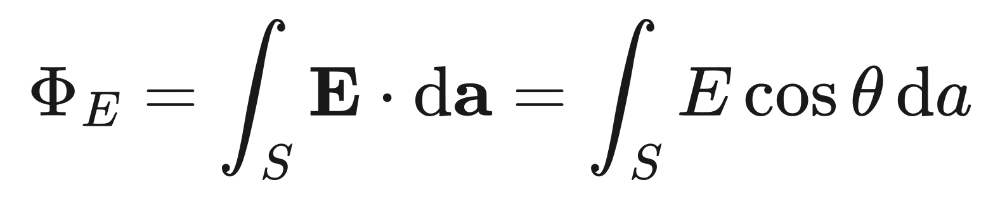 Φ_E = ∫_S 𝐄 · d𝐚 = ∫_S E cos θ da